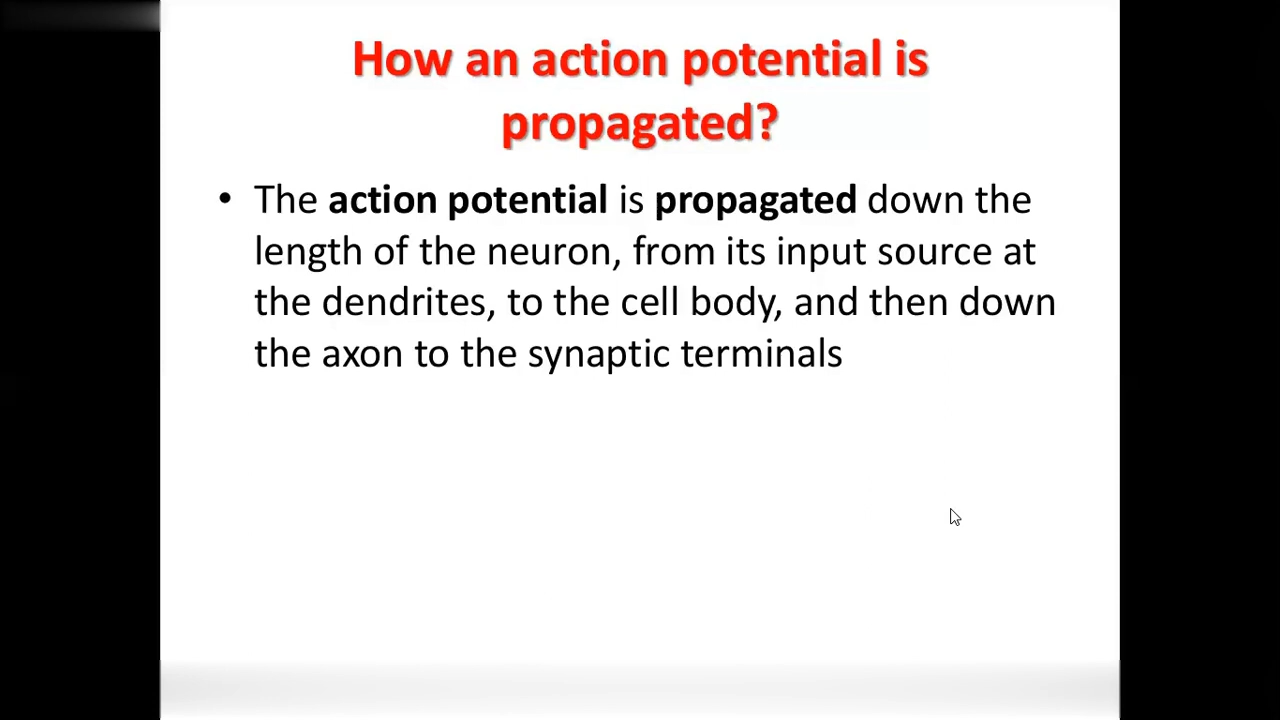 How an action potential is
propagated?
• The action potential is propagated down the
length of the neuron, from its input source at
the dendrites, to the cell body, and then down
the axon to the synaptic terminals